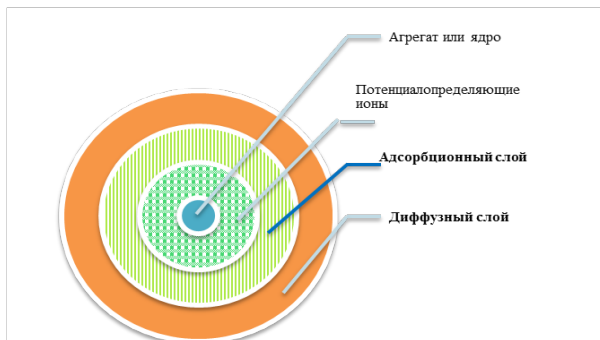 Агрегат или ядро
Потенциалопределяющие
ионы
Адсорбционный слой
Диффузный слой